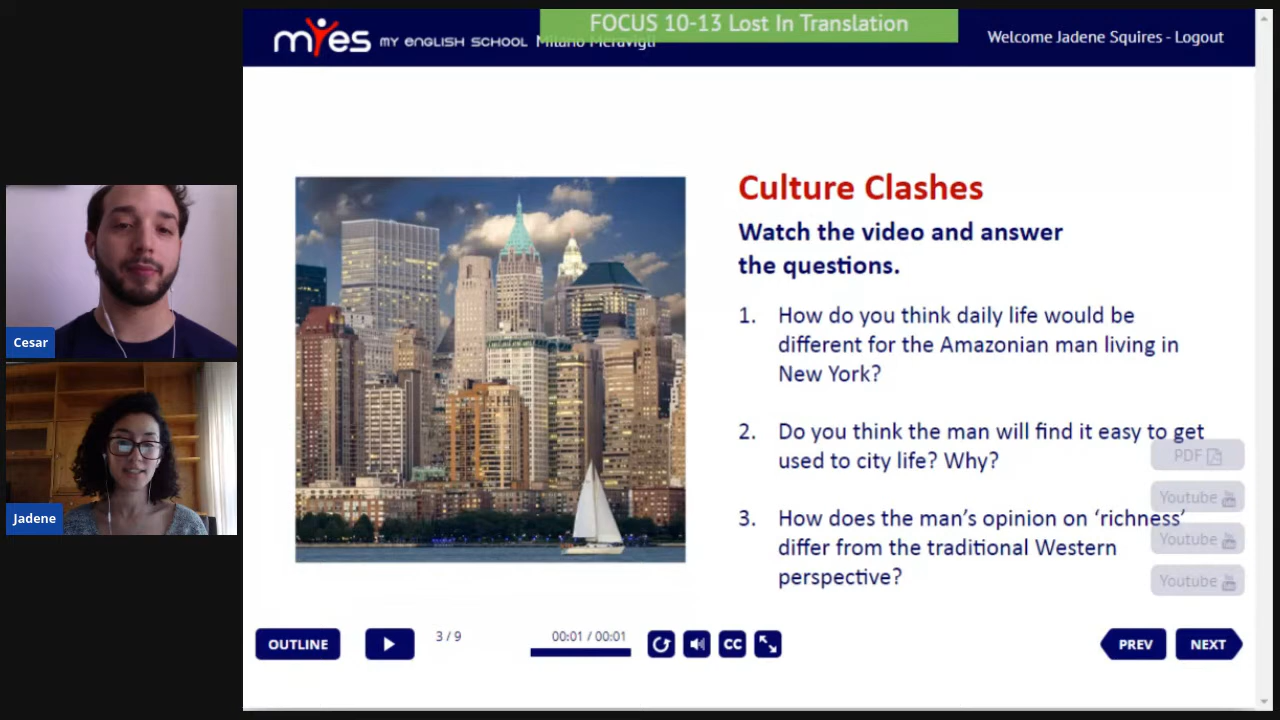 FOCUS 10-13 Lost In Translation
myes MY ENGLISH SCHOOL Milano Meravigli
Welcome Jadene Squires - Logout
Cesar
Jadene
Culture Clashes
Watch the video and answer
the questions.
1. How do you think daily life would be
different for the Amazonian man living in
New York?
2. Do you think the man will find it easy to get
used to city life? Why?
3. How does the man's opinion on ‘richness’
differ from the traditional Western
perspective?
PDF
Youtube
Youtube
Youtube
OUTLINE
3 / 9
00:01 / 00:01
CC
PREV
NEXT